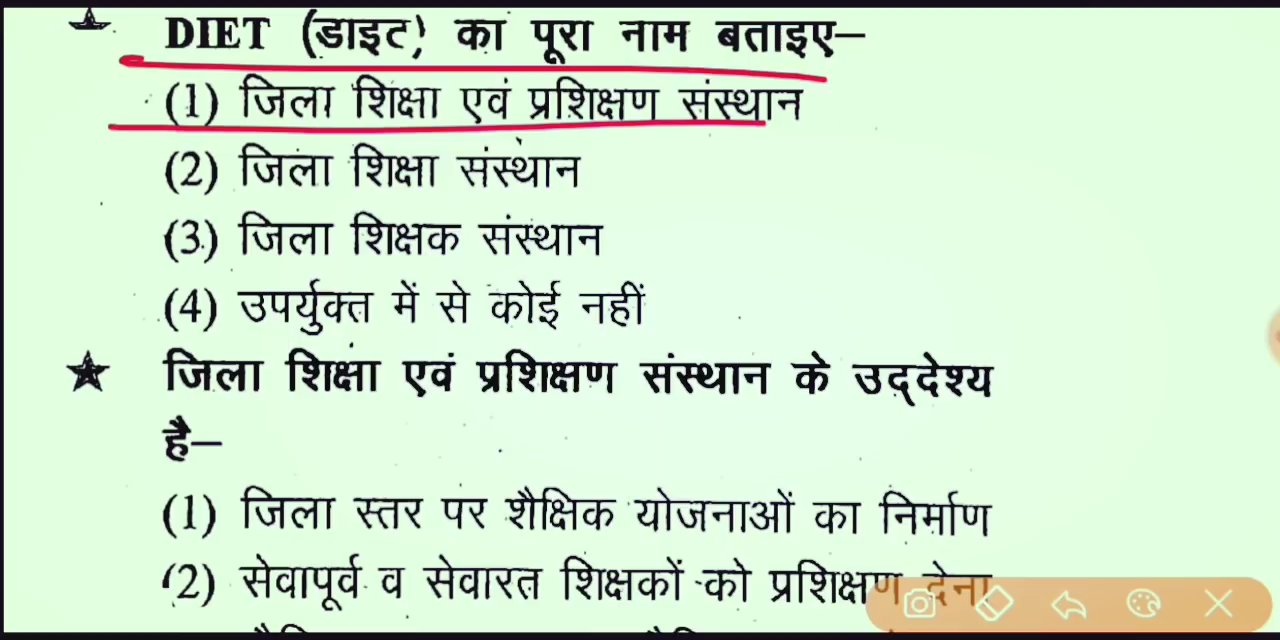 DIET (डाइट) का पूरा नाम बताइए–
(1) जिला शिक्षा एवं प्रशिक्षण संस्थान
(2) जिला शिक्षा संस्थान
(3) जिला शिक्षक संस्थान
(4) उपर्युक्त में से कोई नहीं
★ जिला शिक्षा एवं प्रशिक्षण संस्थान के उद्देश्य
है–
(1) जिला स्तर पर शैक्षिक योजनाओं का निर्माण
(2) सेवापूर्व व सेवारत शिक्षकों को प्रशिक्षण देना